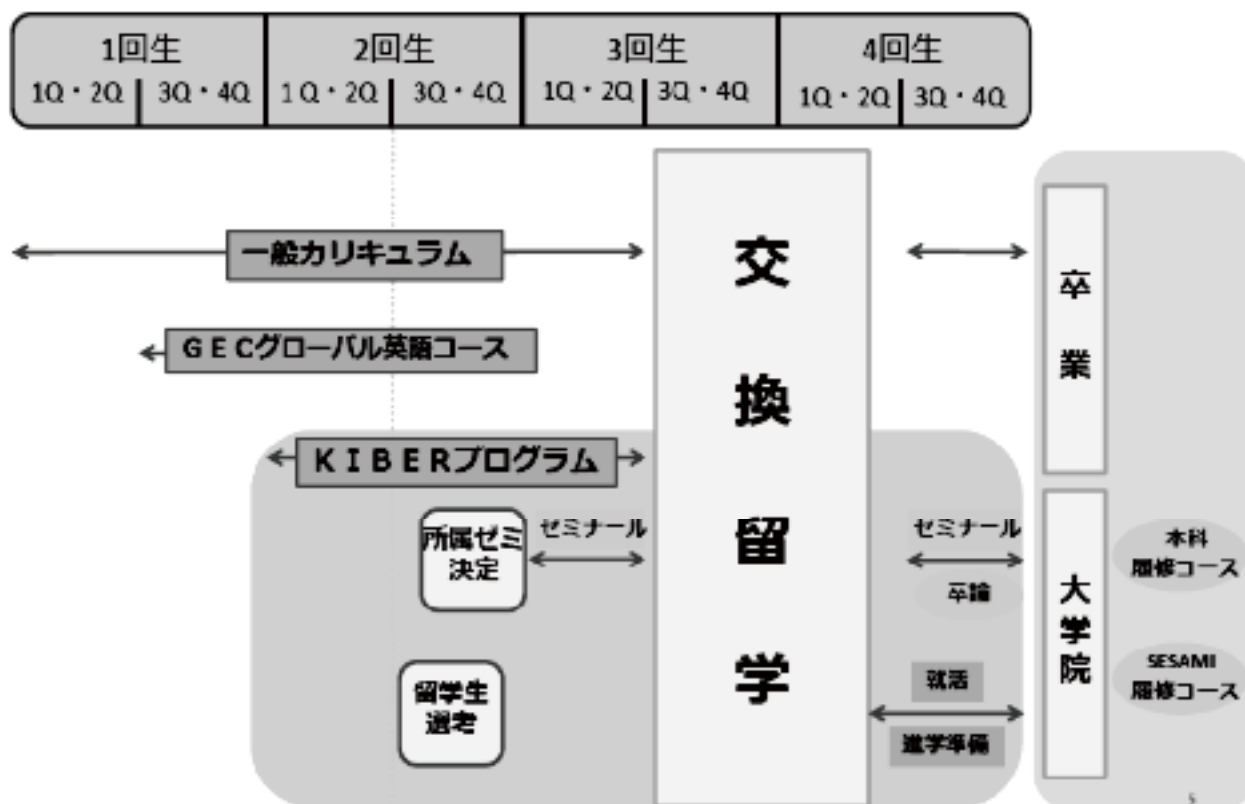 1回生
2回生
3回生
4回生
1Q・2Q
3Q・4Q
1Q・2Q
3Q・4Q
1Q・2Q
3Q・4Q
1Q・2Q
3Q・4Q
一般カリキュラム
GECグローバル英語コース
KIBERプログラム
所属ゼミ
決定
ゼミナール
留学生
選考
交換留学
ゼミナール
卒論
就活
進学準備
卒業
大学院
本科
履修コース
SESAMI
履修コース
5